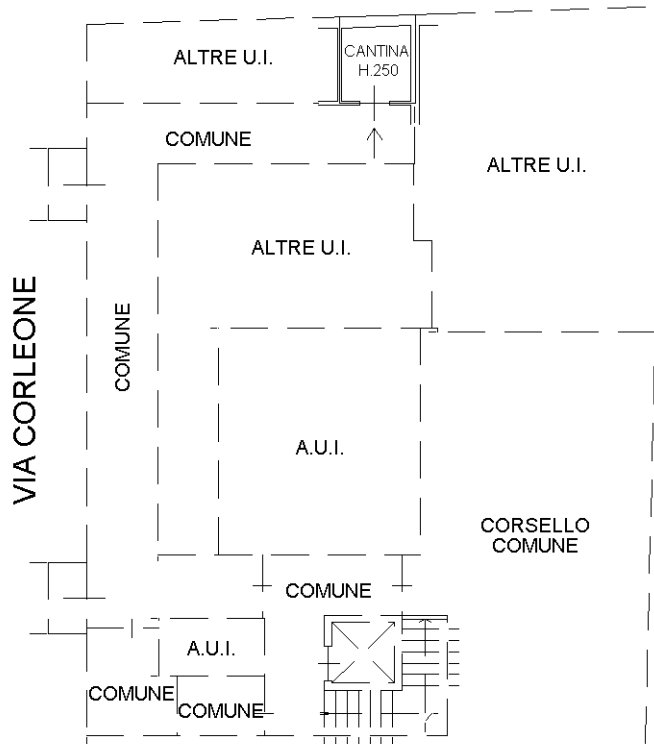 ALTRE U.I.
CANTINA
H.250
COMUNE
ALTRE U.I.
ALTRE U.I.
VIA CORLEONE
COMUNE
A.U.I.
CORSELLO
COMUNE
COMUNE
A.U.I.
COMUNE
COMUNE